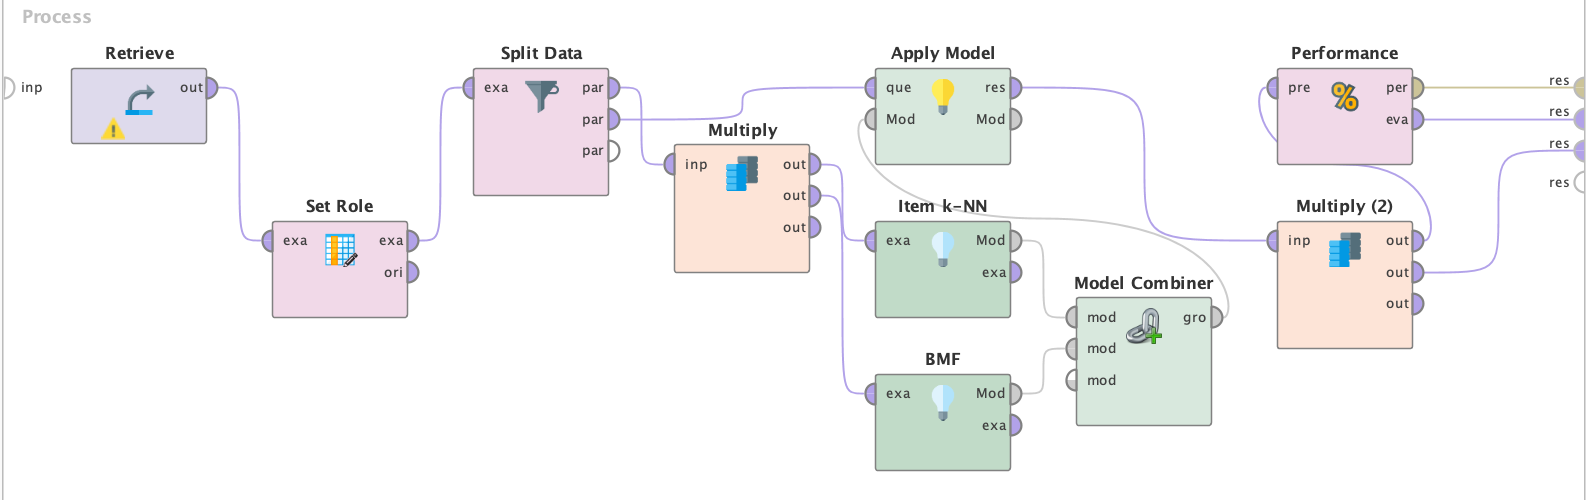 Process
inp
Retrieve
out
Set Role
exa
exa
ori
Split Data
exa
par
par
par
Multiply
inp
out
out
out
Apply Model
que
res
Mod
Mod
Item k-NN
exa
Mod
exa
BMF
exa
Mod
exa
Model Combiner
mod
gro
mod
mod
Performance
%
pre
per
eva
Multiply (2)
inp
out
out
out
res
res
res
res